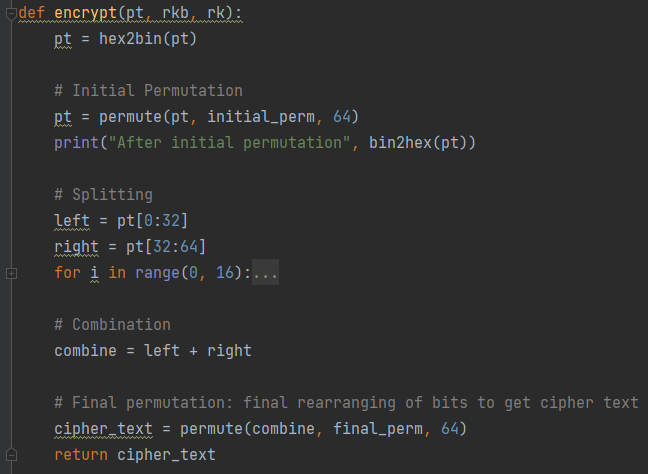 def encrypt(pt, rkb, rk):
    pt = hex2bin(pt)

    # Initial Permutation
    pt = permute(pt, initial_perm, 64)
    print("After initial permutation", bin2hex(pt))

    # Splitting
    left = pt[0:32]
    right = pt[32:64]
    for i in range(0, 16):...

    # Combination
    combine = left + right

    # Final permutation: final rearranging of bits to get cipher text
    cipher_text = permute(combine, final_perm, 64)
    return cipher_text